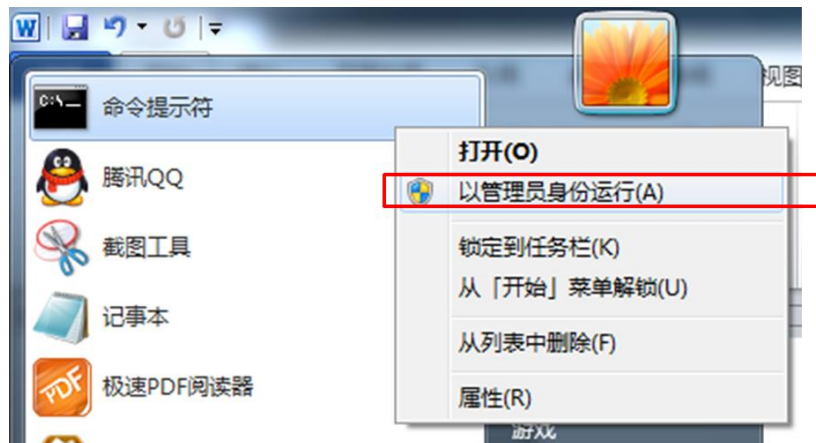 W
视图
C:\_
命令提示符
腾讯QQ
截图工具
记事本
PDF
极速PDF阅读器
打开(O)
以管理员身份运行(A)
锁定到任务栏(K)
从「开始」菜单解锁(U)
从列表中删除(F)
属性(R)
游戏